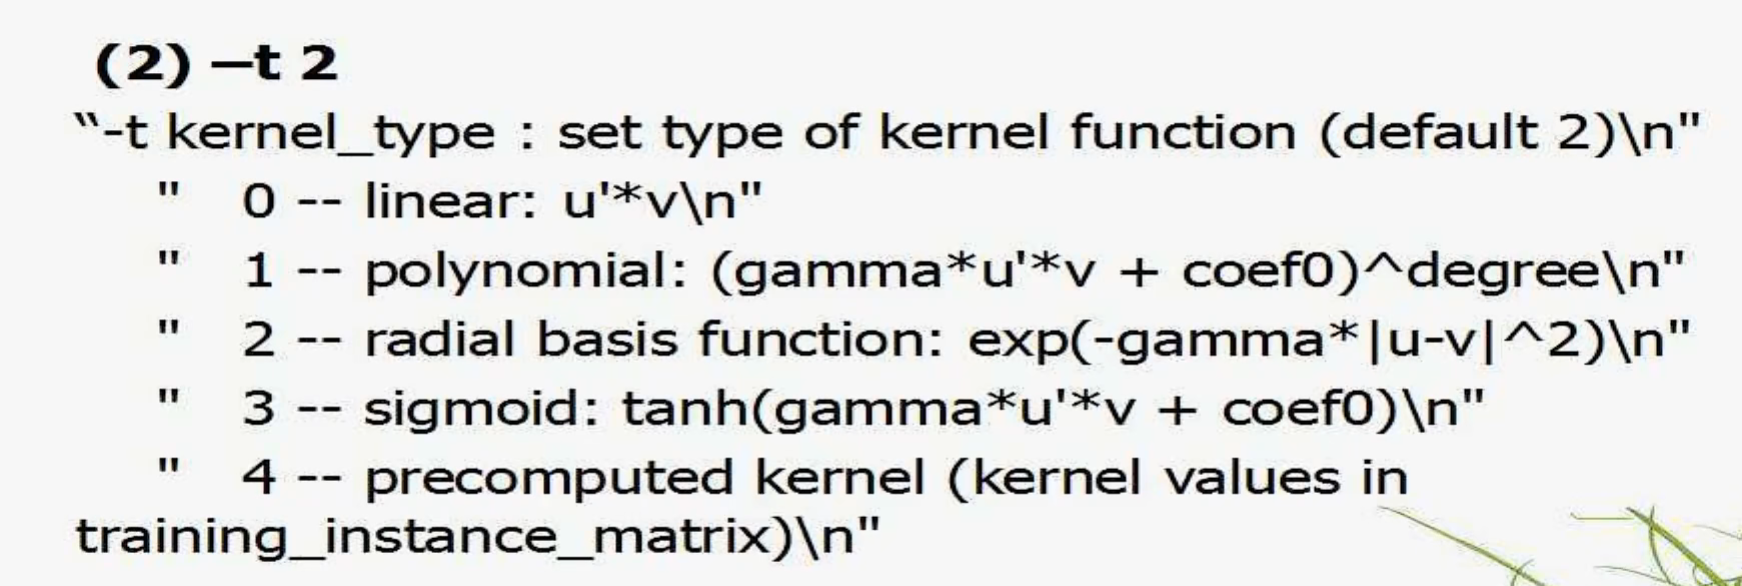 (2) –t 2
“-t kernel_type : set type of kernel function (default 2)\n"
" 0 -- linear: u'*v\n"
" 1 -- polynomial: (gamma*u'*v + coef0)^degree\n"
" 2 -- radial basis function: exp(-gamma*|u-v|^2)\n"
" 3 -- sigmoid: tanh(gamma*u'*v + coef0)\n"
" 4 -- precomputed kernel (kernel values in
training_instance_matrix)\n"